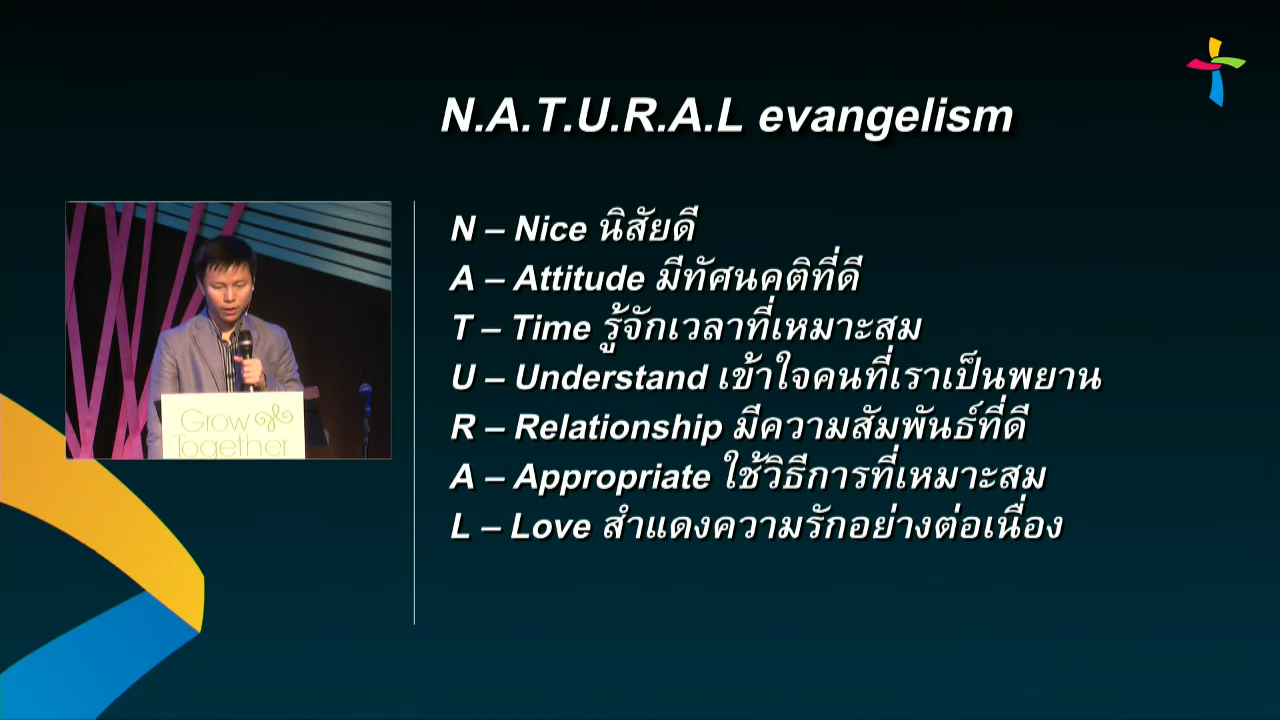 N.A.T.U.R.A.L evangelism
N – Nice นิสัยดี
A – Attitude มีทัศนคติที่ดี
T – Time รู้จักเวลาที่เหมาะสม
U – Understand เข้าใจคนที่เราเป็นพยาน
R – Relationship มีความสัมพันธ์ที่ดี
A – Appropriate ใช้วิธีการที่เหมาะสม
L – Love สำแดงความรักอย่างต่อเนื่อง
Grow
Together